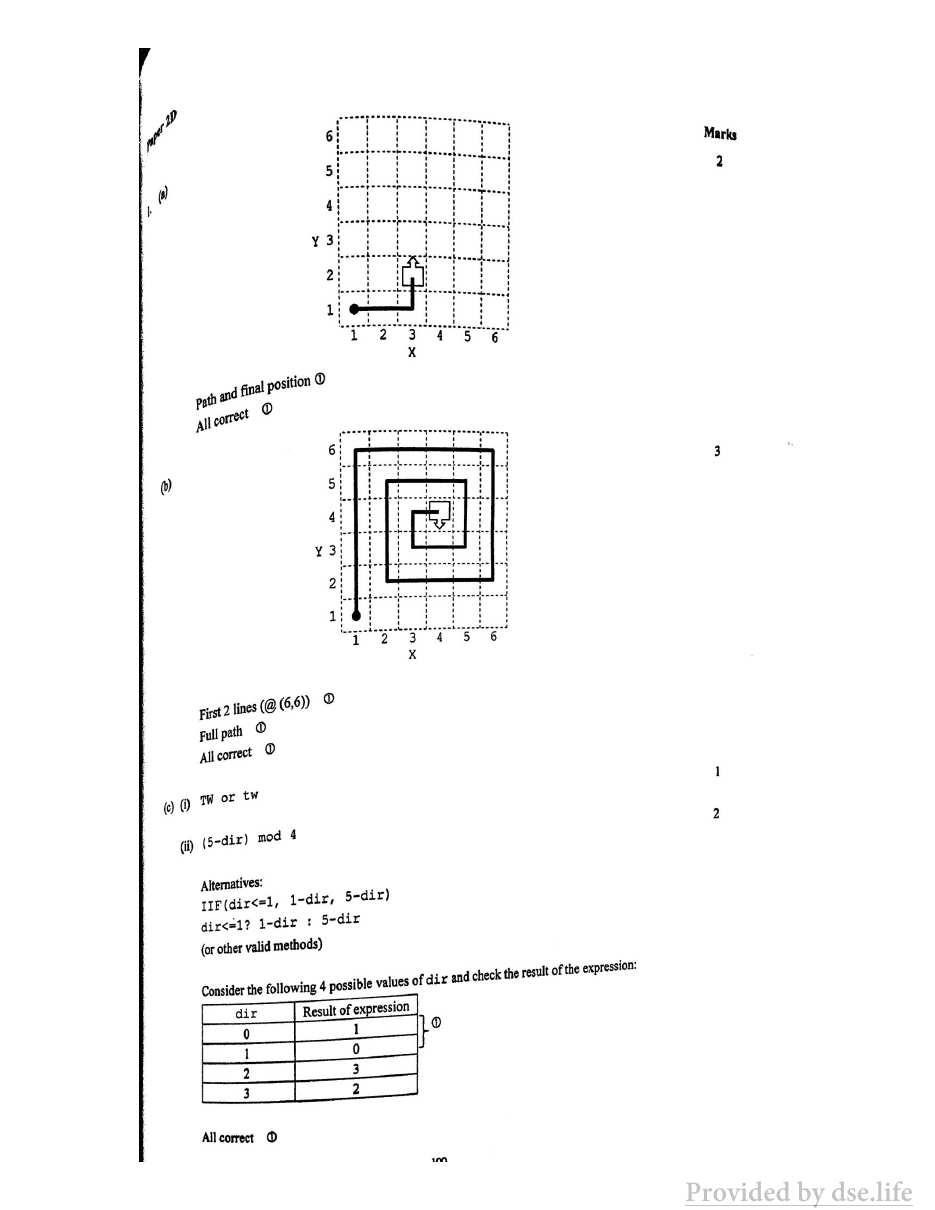 Paper 2D
Marks
1. (a)
2
6
5
4
Y 3
2
1
1 2 3 4 5 6
X
Path and final position ①
All correct ①
(b)
3
6
5
4
Y 3
2
1
1 2 3 4 5 6
X
First 2 lines (@ (6,6)) ①
Full path ①
All correct ①
(c) (i) TW or tw
1
(ii) (5-dir) mod 4
2
Alternatives:
IIF(dir<=1, 1-dir, 5-dir)
dir<=1? 1-dir : 5-dir
(or other valid methods)
Consider the following 4 possible values of dir and check the result of the expression:
dir Result of expression
0 1 ①
1 0
2 3
3 2
All correct ①
Provided by dse.life